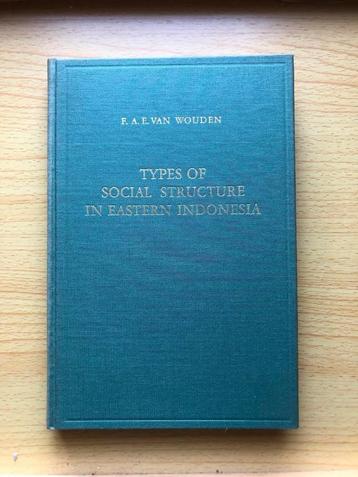 F. A. E. VAN WOUDEN
TYPES OF
SOCIAL STRUCTURE
IN EASTERN INDONESIA